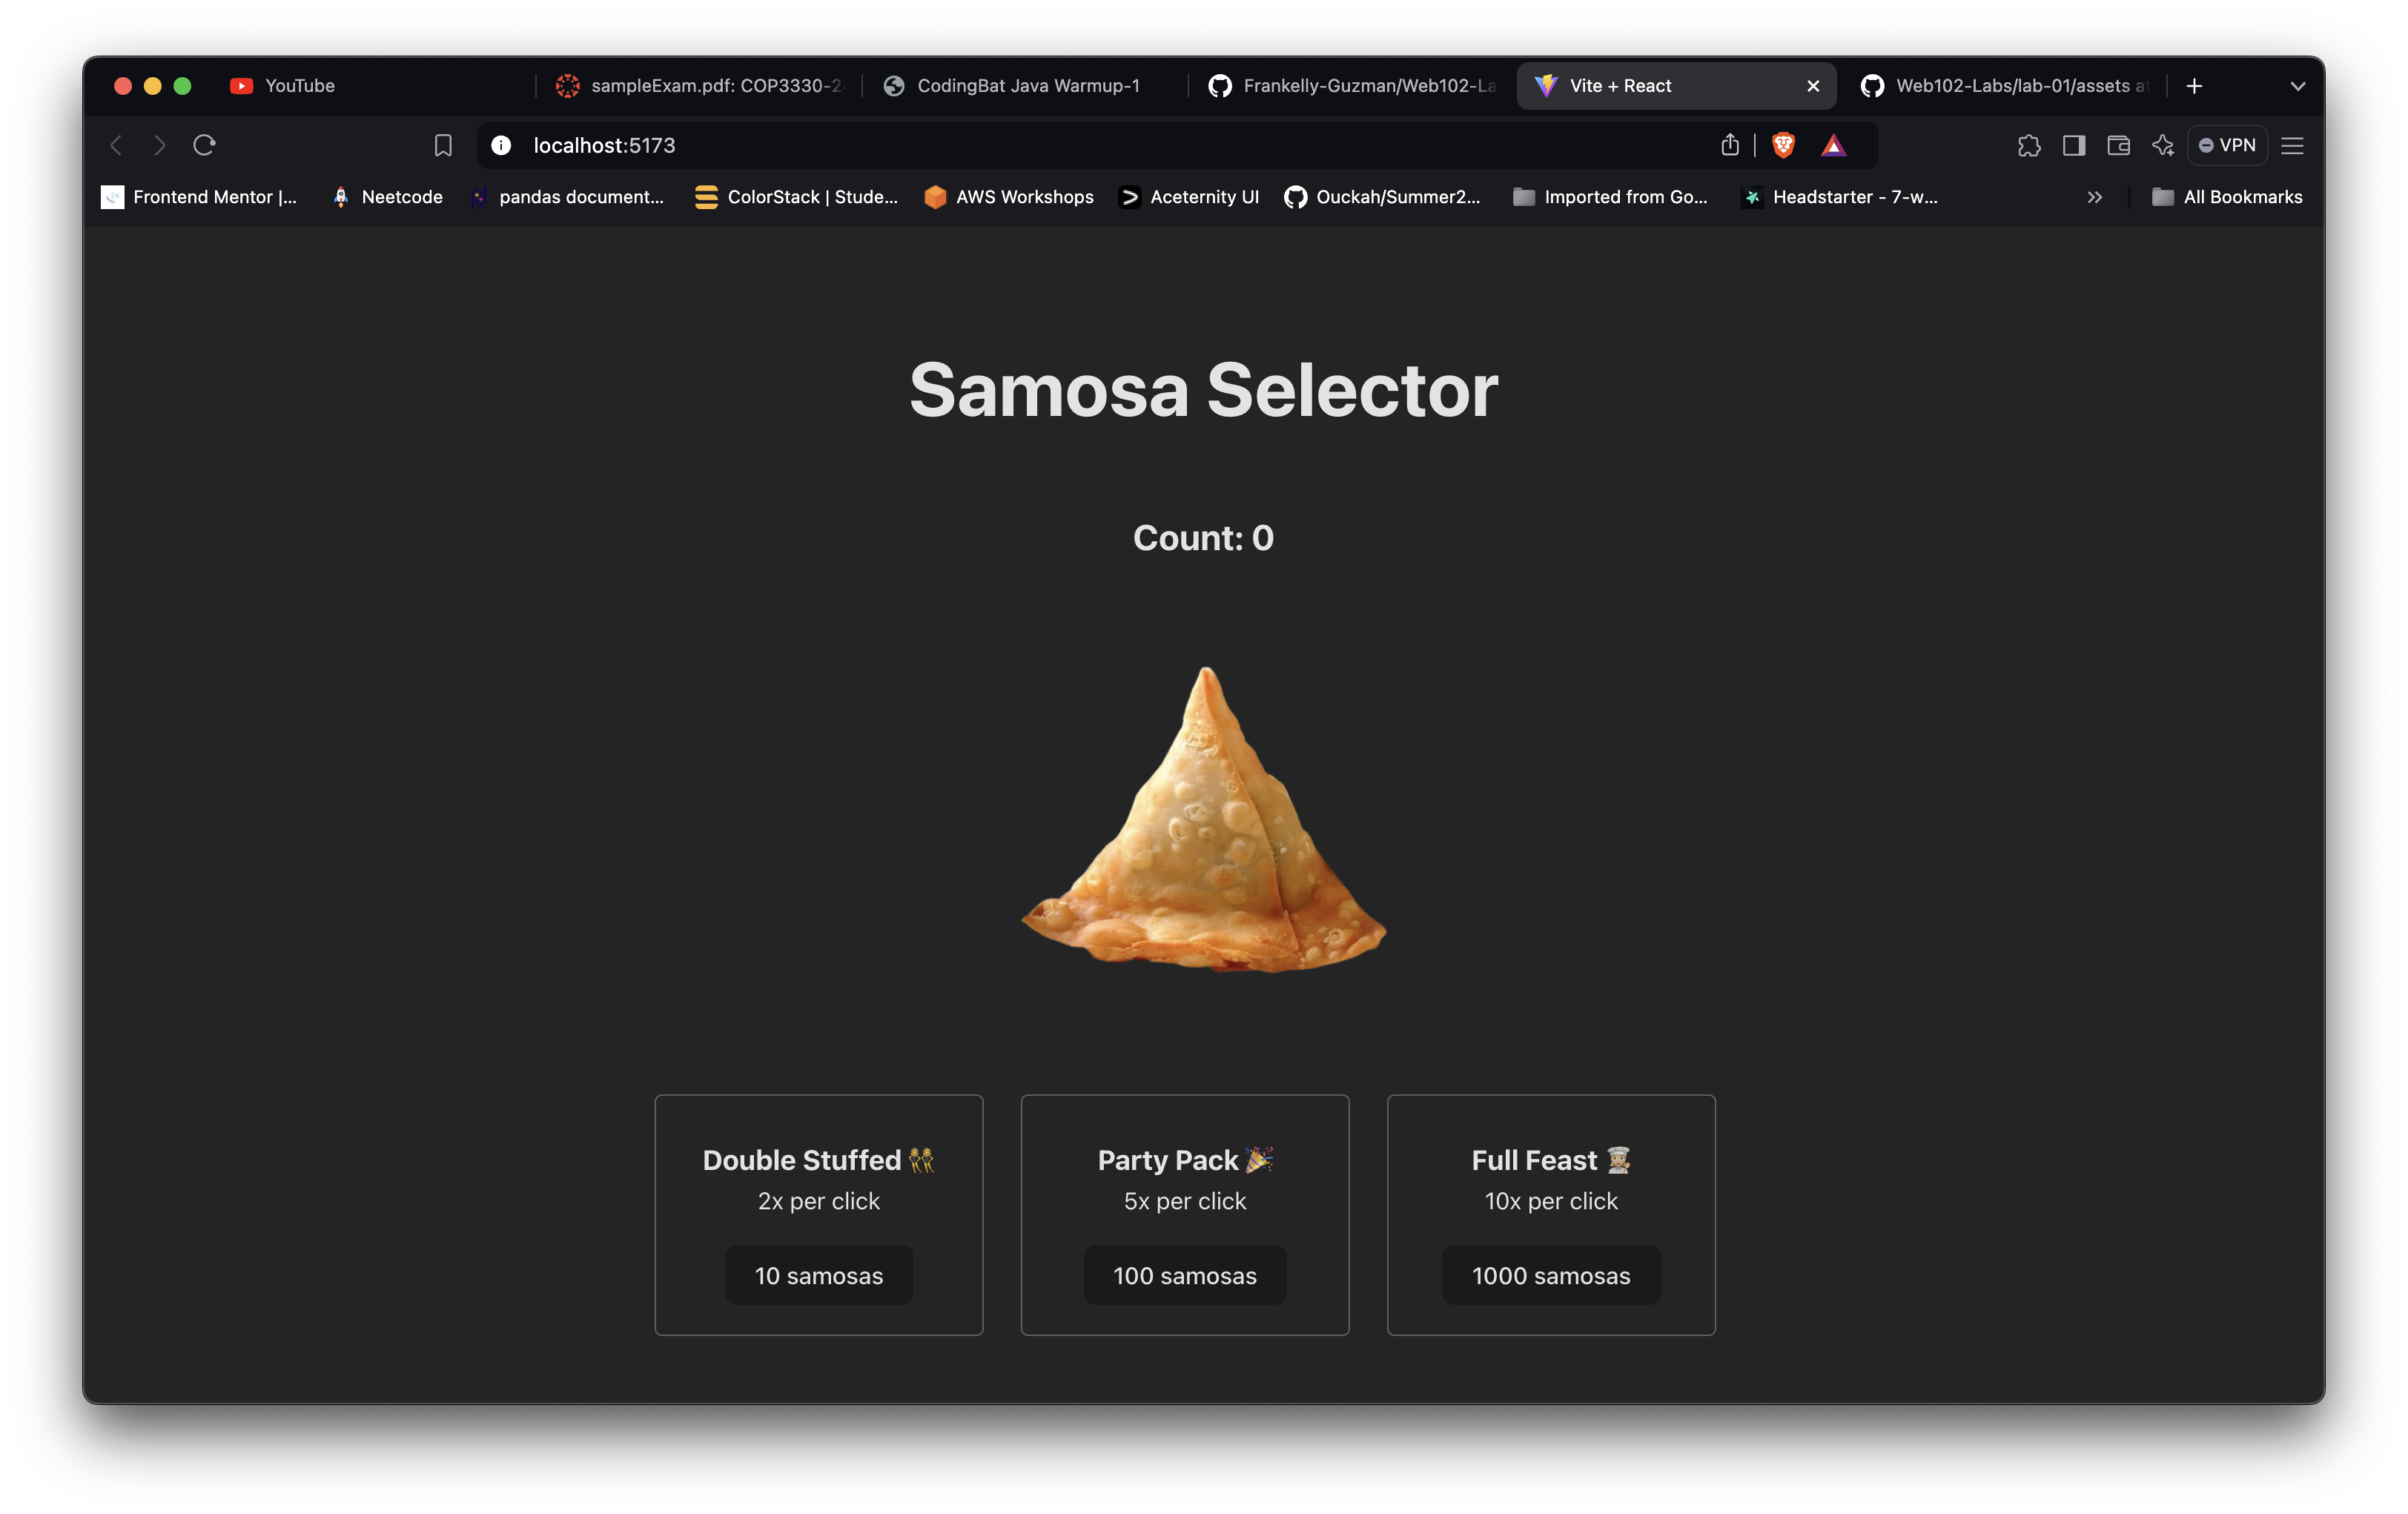 YouTube
sampleExam.pdf: COP3330-2
CodingBat Java Warmup-1
Frankelly-Guzman/Web102-La
Vite + React
Web102-Labs/lab-01/assets at
localhost:5173
VPN
Frontend Mentor |...
Neetcode
pandas document...
ColorStack | Stude...
AWS Workshops
Aceternity UI
Ouckah/Summer2...
Imported from Go...
Headstarter - 7-w...
All Bookmarks
Samosa Selector
Count: 0
Double Stuffed 👯
2x per click
10 samosas
Party Pack 🎉
5x per click
100 samosas
Full Feast 👩🏼‍🍳
10x per click
1000 samosas